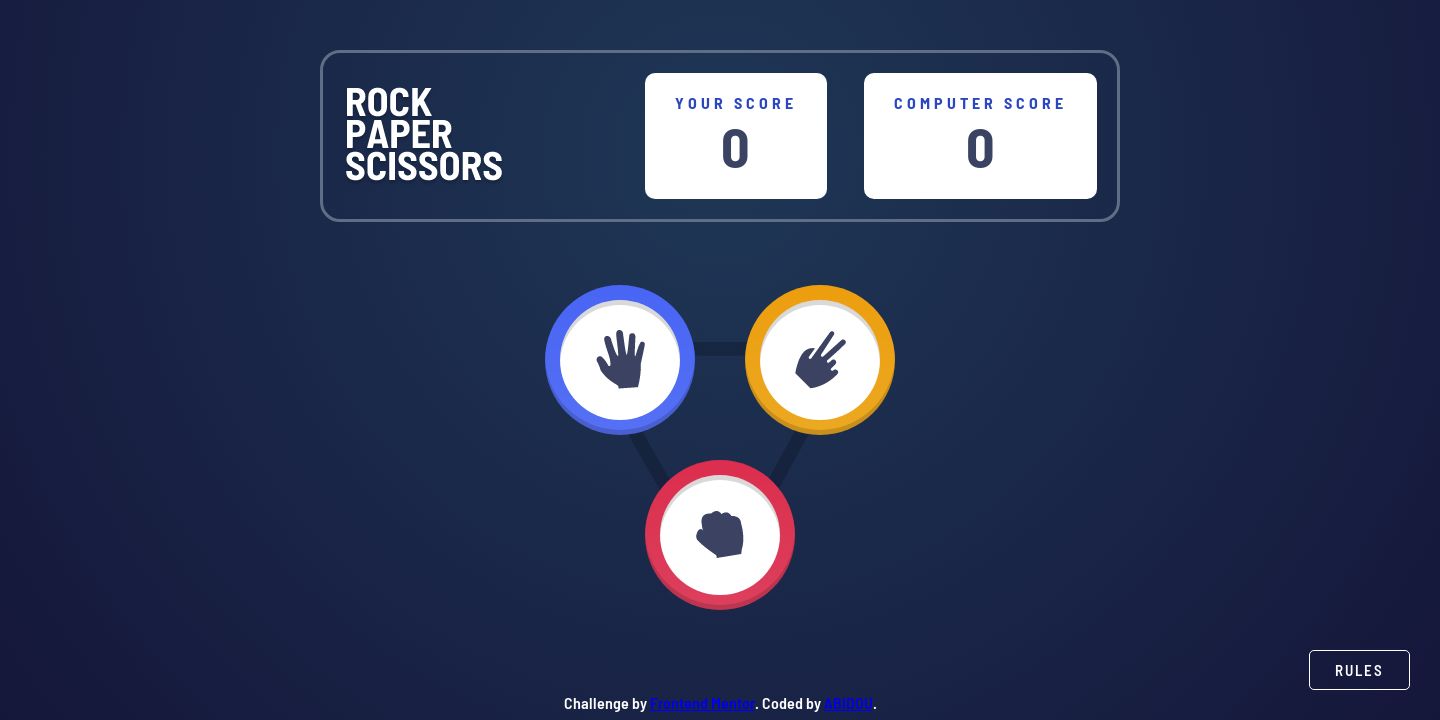 ROCK
PAPER
SCISSORS
YOUR SCORE
0
COMPUTER SCORE
0
RULES
Challenge by Frontend Mentor. Coded by ABIDOU.